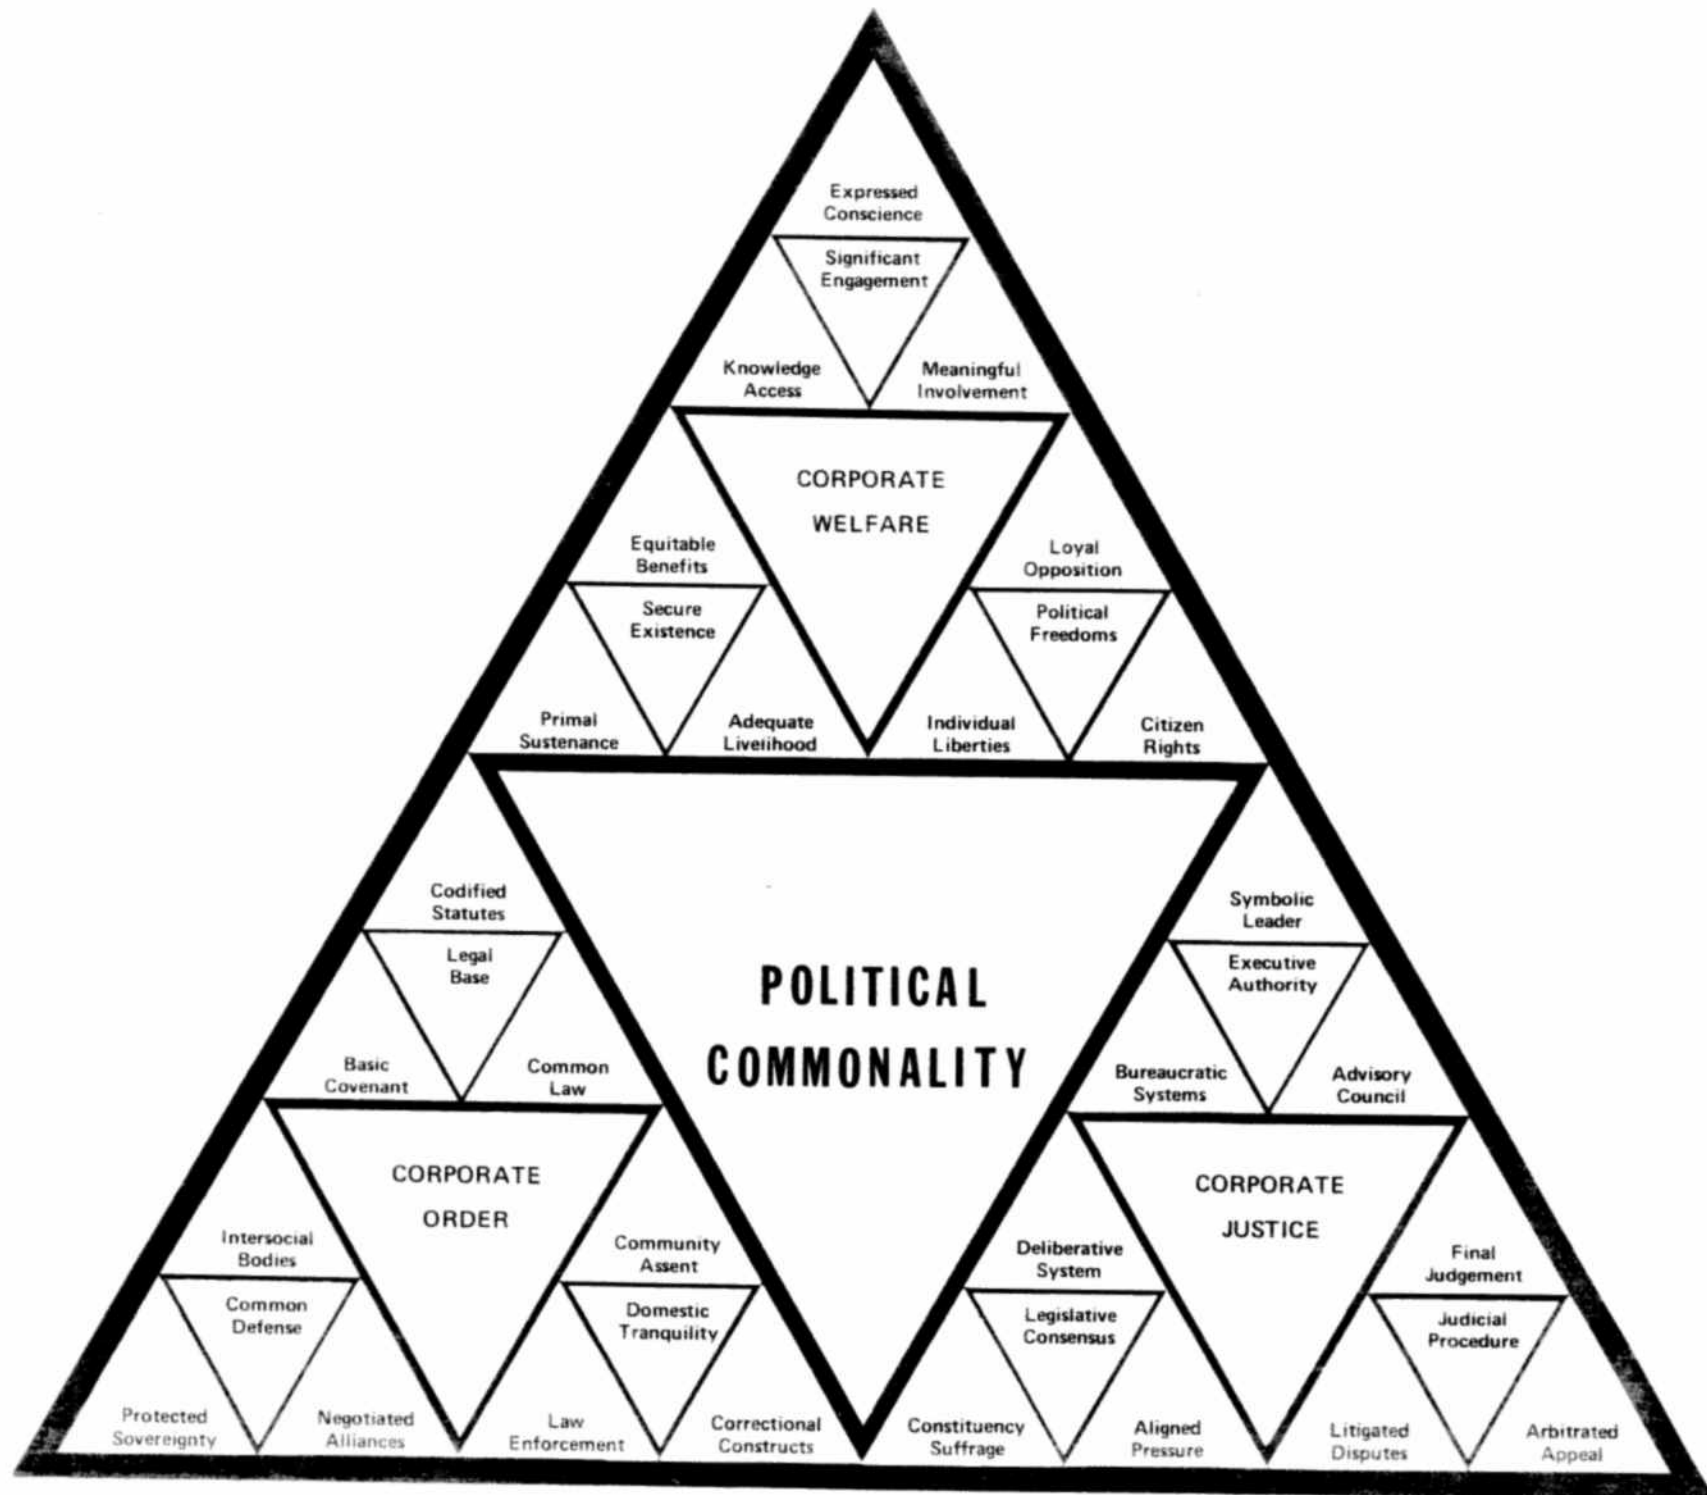 Expressed
Conscience
Significant
Engagement
Knowledge
Access
Meaningful
Involvement
CORPORATE
WELFARE
Equitable
Benefits
Loyal
Opposition
Secure
Existence
Political
Freedoms
Primal
Sustenance
Adequate
Livelihood
Individual
Liberties
Citizen
Rights
POLITICAL
COMMONALITY
Codified
Statutes
Symbolic
Leader
Legal
Base
Executive
Authority
Basic
Covenant
Common
Law
Bureaucratic
Systems
Advisory
Council
CORPORATE
ORDER
CORPORATE
JUSTICE
Intersocial
Bodies
Community
Assent
Deliberative
System
Final
Judgement
Common
Defense
Domestic
Tranquility
Legislative
Consensus
Judicial
Procedure
Protected
Sovereignty
Negotiated
Alliances
Law
Enforcement
Correctional
Constructs
Constituency
Suffrage
Aligned
Pressure
Litigated
Disputes
Arbitrated
Appeal